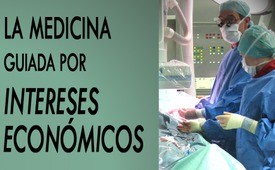 LA MEDICINA
GUIADA POR
INTERESES
ECONÓMICOS